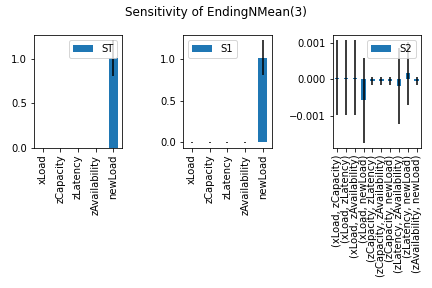 Sensitivity of EndingNMean(3)
ST
1.0
0.5
0.0
xLoad
zCapacity
zLatency
zAvailability
newLoad
S1
1.0
0.5
0.0
xLoad
zCapacity
zLatency
zAvailability
newLoad
S2
0.001
0.000
−0.001
(xLoad, zCapacity)
(xLoad, zLatency)
(xLoad, zAvailability)
(xLoad, newLoad)
(zCapacity, zLatency)
(zCapacity, zAvailability)
(zCapacity, newLoad)
(zLatency, zAvailability)
(zLatency, newLoad)
(zAvailability, newLoad)